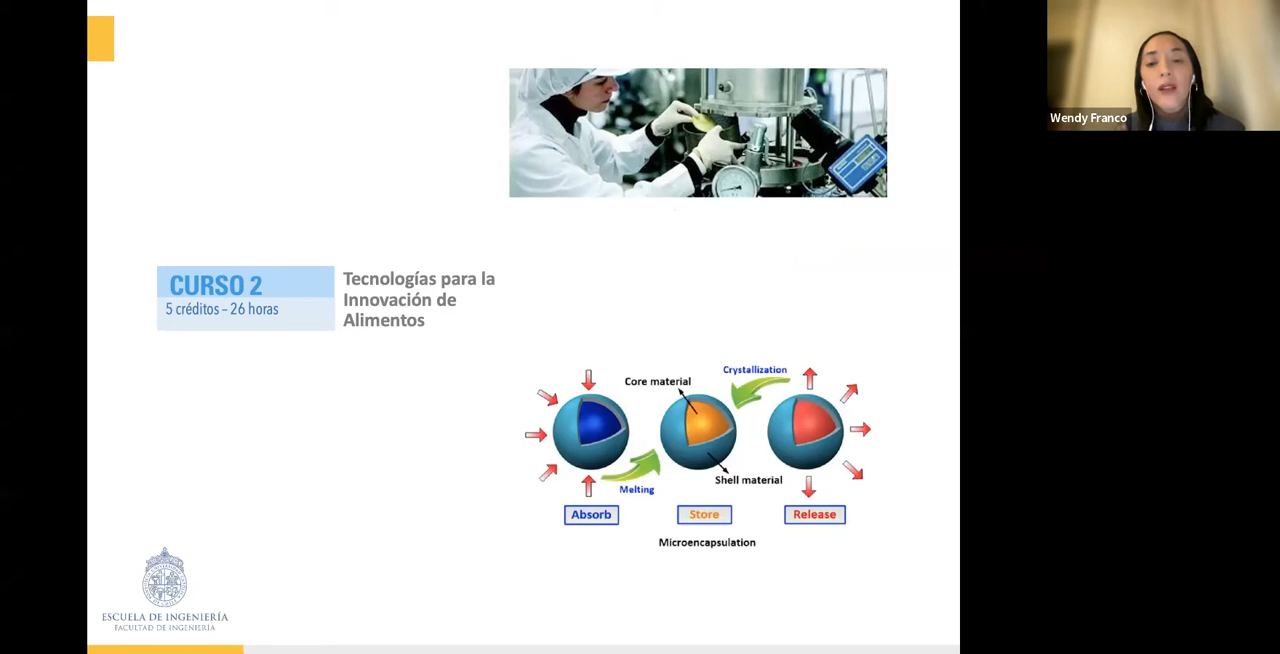 Wendy Franco
CURSO 2
5 créditos – 26 horas
Tecnologías para la
Innovación de
Alimentos
Crystallization
Core material
Shell material
Melting
Absorb
Store
Release
Microencapsulation
ESCUELA DE INGENIERÍA
FACULTAD DE INGENIERÍA